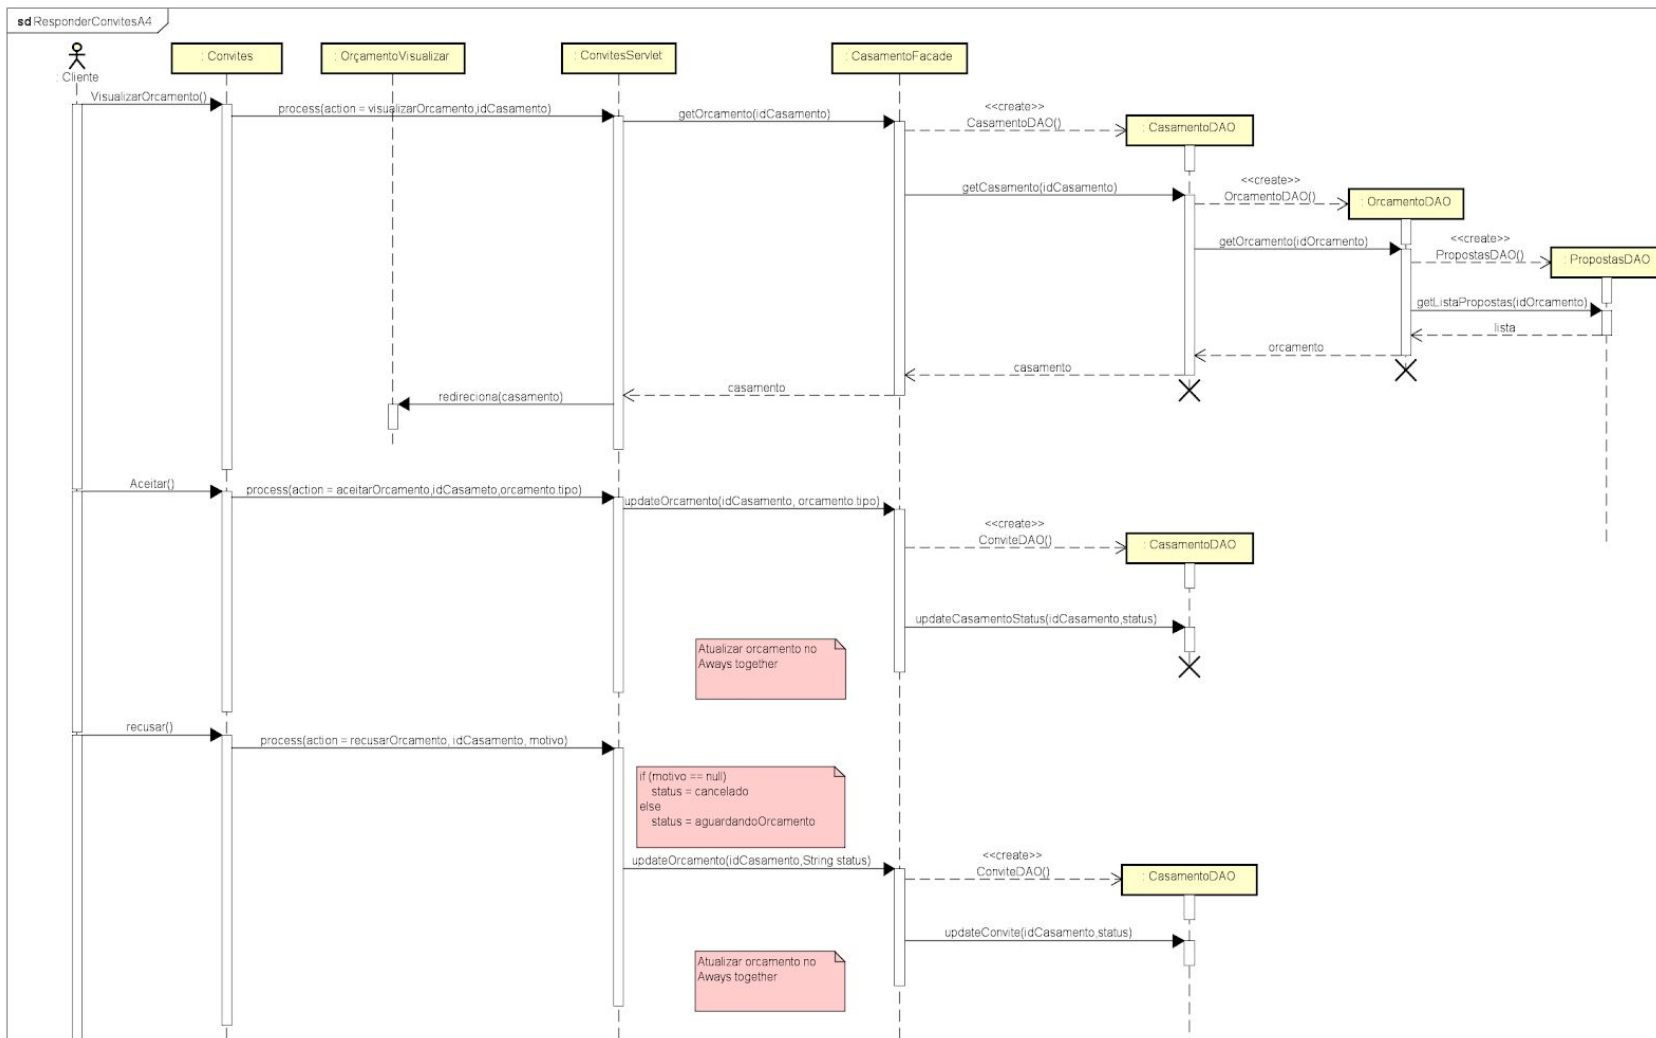 sd ResponderConvitesA4
: Cliente
: Convites
: OrçamentoVisualizar
: ConvitesServlet
: CasamentoFacade
VisualizarOrcamento()
process(action = visualizarOrcamento,idCasamento)
getOrcamento(idCasamento)
<<create>>
CasamentoDAO()
: CasamentoDAO
getCasamento(idCasamento)
<<create>>
OrcamentoDAO()
: OrcamentoDAO
getOrcamento(idOrcamento)
<<create>>
PropostasDAO()
: PropostasDAO
getListaPropostas(idOrcamento)
lista
orcamento
casamento
casamento
redireciona(casamento)
Aceitar()
process(action = aceitarOrcamento,idCasameto,orcamento.tipo)
updateOrcamento(idCasamento, orcamento.tipo)
<<create>>
ConviteDAO()
: CasamentoDAO
updateCasamentoStatus(idCasamento,status)
Atualizar orcamento no
Aways together
recusar()
process(action = recusarOrcamento, idCasamento, motivo)
if (motivo == null)
status = cancelado
else
status = aguardandoOrcamento
updateOrcamento(idCasamento,String status)
<<create>>
ConviteDAO()
: CasamentoDAO
updateConvite(idCasamento,status)
Atualizar orcamento no
Aways together